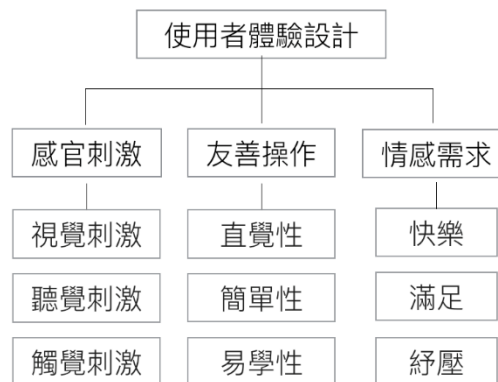 使用者體驗設計
感官刺激
友善操作
情感需求
視覺刺激
直覺性
快樂
聽覺刺激
簡單性
滿足
觸覺刺激
易學性
紓壓